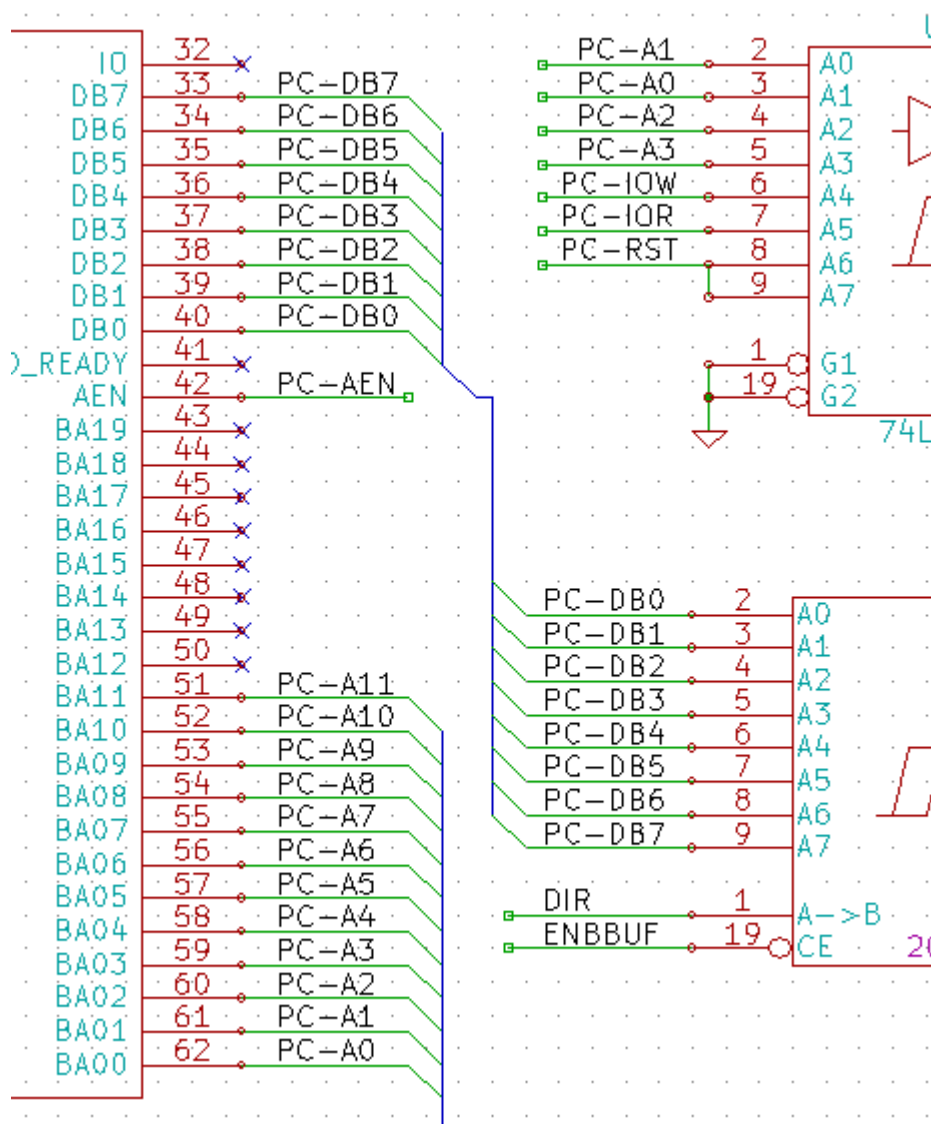 IO 32
DB7 33 PC-DB7
DB6 34 PC-DB6
DB5 35 PC-DB5
DB4 36 PC-DB4
DB3 37 PC-DB3
DB2 38 PC-DB2
DB1 39 PC-DB1
DB0 40 PC-DB0
_READY 41
AEN 42 PC-AEN
BA19 43
BA18 44
BA17 45
BA16 46
BA15 47
BA14 48
BA13 49
BA12 50
BA11 51 PC-A11
BA10 52 PC-A10
BA09 53 PC-A9
BA08 54 PC-A8
BA07 55 PC-A7
BA06 56 PC-A6
BA05 57 PC-A5
BA04 58 PC-A4
BA03 59 PC-A3
BA02 60 PC-A2
BA01 61 PC-A1
BA00 62 PC-A0
PC-A1 2 A0
PC-A0 3 A1
PC-A2 4 A2
PC-A3 5 A3
PC-IOW 6 A4
PC-IOR 7 A5
PC-RST 8 A6
9 A7
1 G1
19 G2
74L
PC-DB0 2 A0
PC-DB1 3 A1
PC-DB2 4 A2
PC-DB3 5 A3
PC-DB4 6 A4
PC-DB5 7 A5
PC-DB6 8 A6
PC-DB7 9 A7
DIR 1 A->B
ENBBUF 19 CE